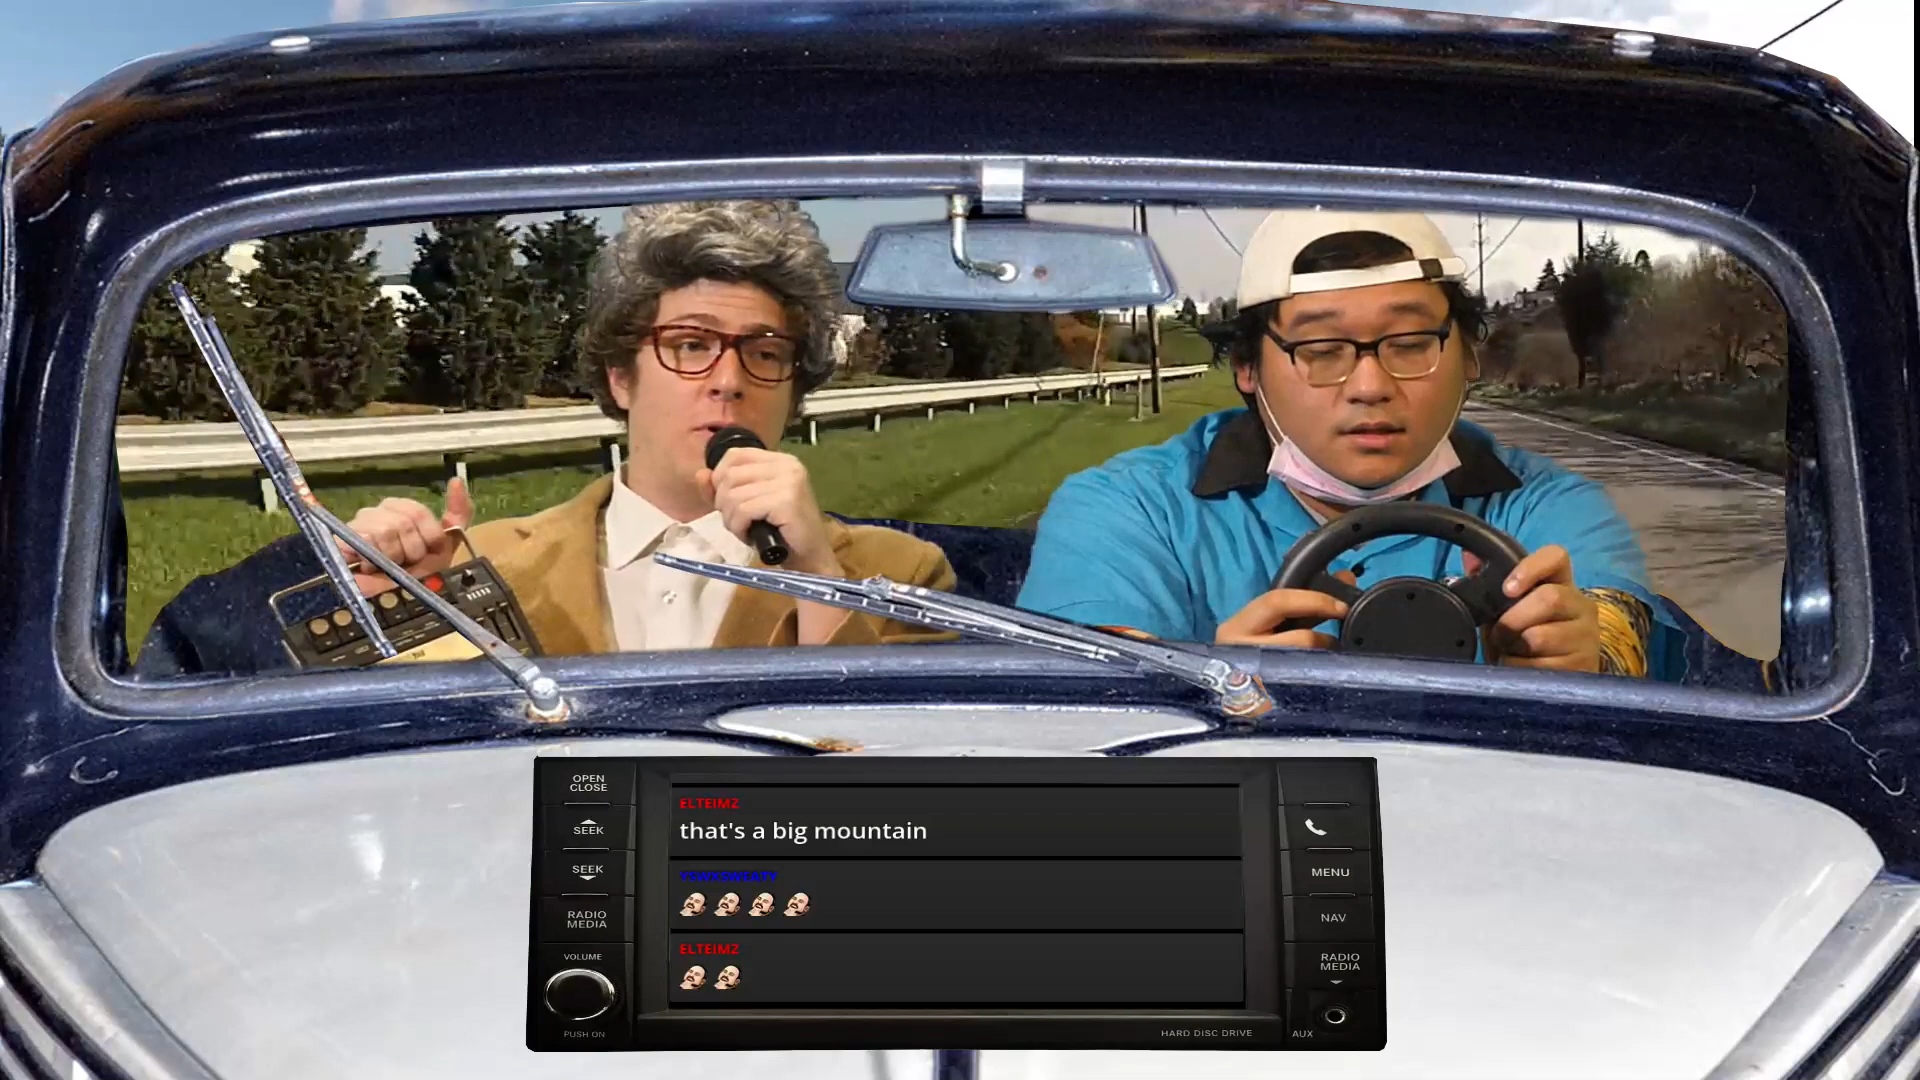 OPEN
CLOSE
SEEK
SEEK
RADIO
MEDIA
VOLUME
PUSH ON
ELTEIMZ
that's a big mountain
ELTEIMZ
MENU
NAV
RADIO
MEDIA
HARD DISC DRIVE
AUX